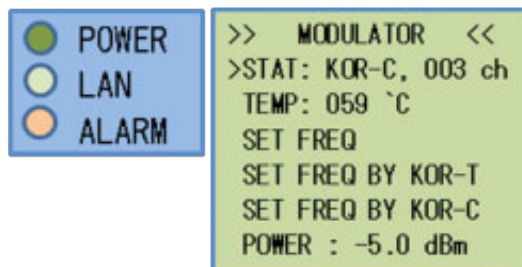 POWER
LAN
ALARM
>> MODULATOR <<
>STAT: KOR-C, 003 ch
TEMP: 059 `C
SET FREQ
SET FREQ BY KOR-T
SET FREQ BY KOR-C
POWER : -5.0 dBm